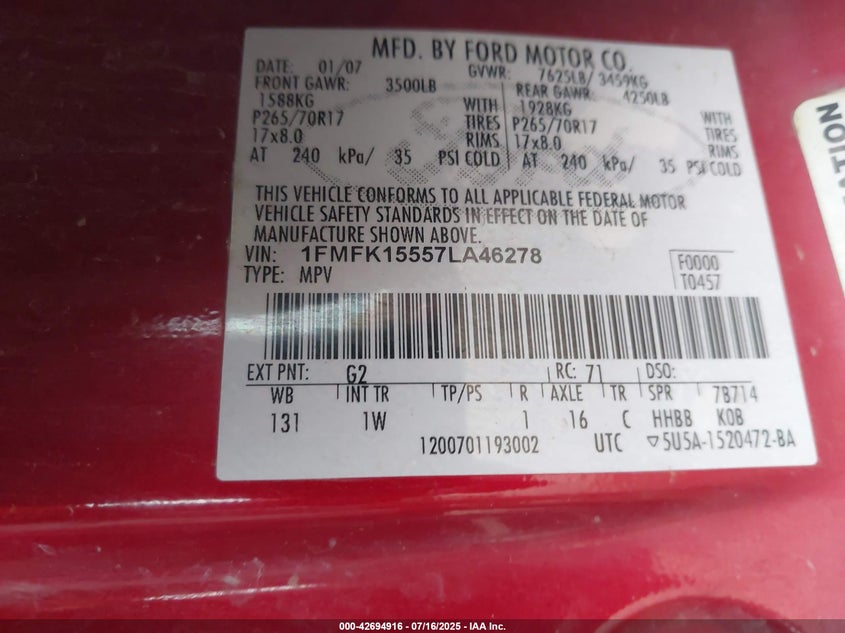 MFD. BY FORD MOTOR CO.
DATE: 01/07 GVWR: 7625LB/ 3459KG
FRONT GAWR: 3500LB REAR GAWR: 4250LB
1588KG WITH 1928KG WITH
P265/70R17 TIRES P265/70R17 TIRES
17x8.0 RIMS 17x8.0 RIMS
AT 240 kPa/ 35 PSI COLD AT 240 kPa/ 35 PSI COLD
THIS VEHICLE CONFORMS TO ALL APPLICABLE FEDERAL MOTOR
VEHICLE SAFETY STANDARDS IN EFFECT ON THE DATE OF
MANUFACTURE SHOWN ABOVE.
VIN: 1FMFK15557LA46278 F0000
TYPE: MPV T0457
EXT PNT: G2 RC: 71 DSO:
WB INT TR TP/PS R AXLE TR SPR 7B714
131 1W 1 16 C HHBB K0B
1200701193002 UTC ▽5U5A-1520472-BA
000-42694916 - 07/16/2025 - IAA Inc.